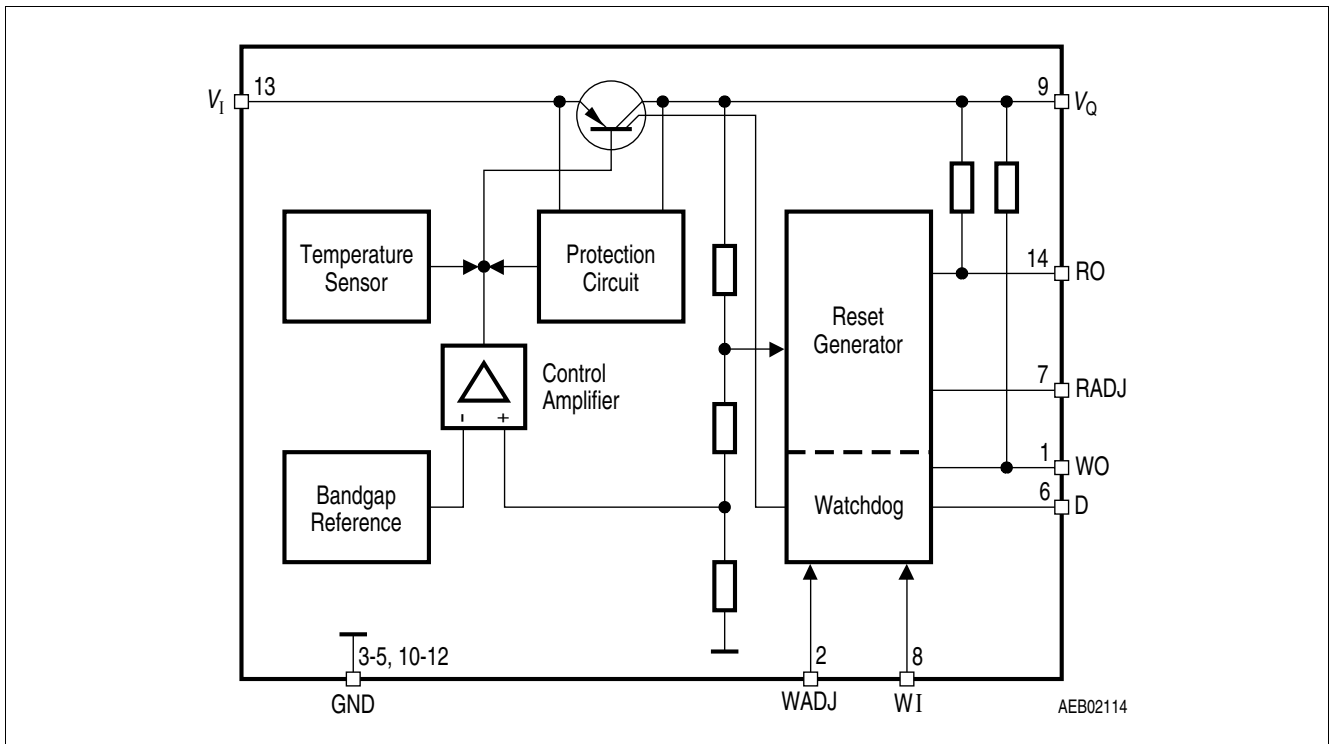 V_I
13
9
V_Q
Temperature
Sensor
Protection
Circuit
14
RO
Reset
Generator
7
RADJ
Control
Amplifier
- +
1
WO
Bandgap
Reference
Watchdog
6
D
3-5, 10-12
2
8
GND
WADJ
WI
AEB02114